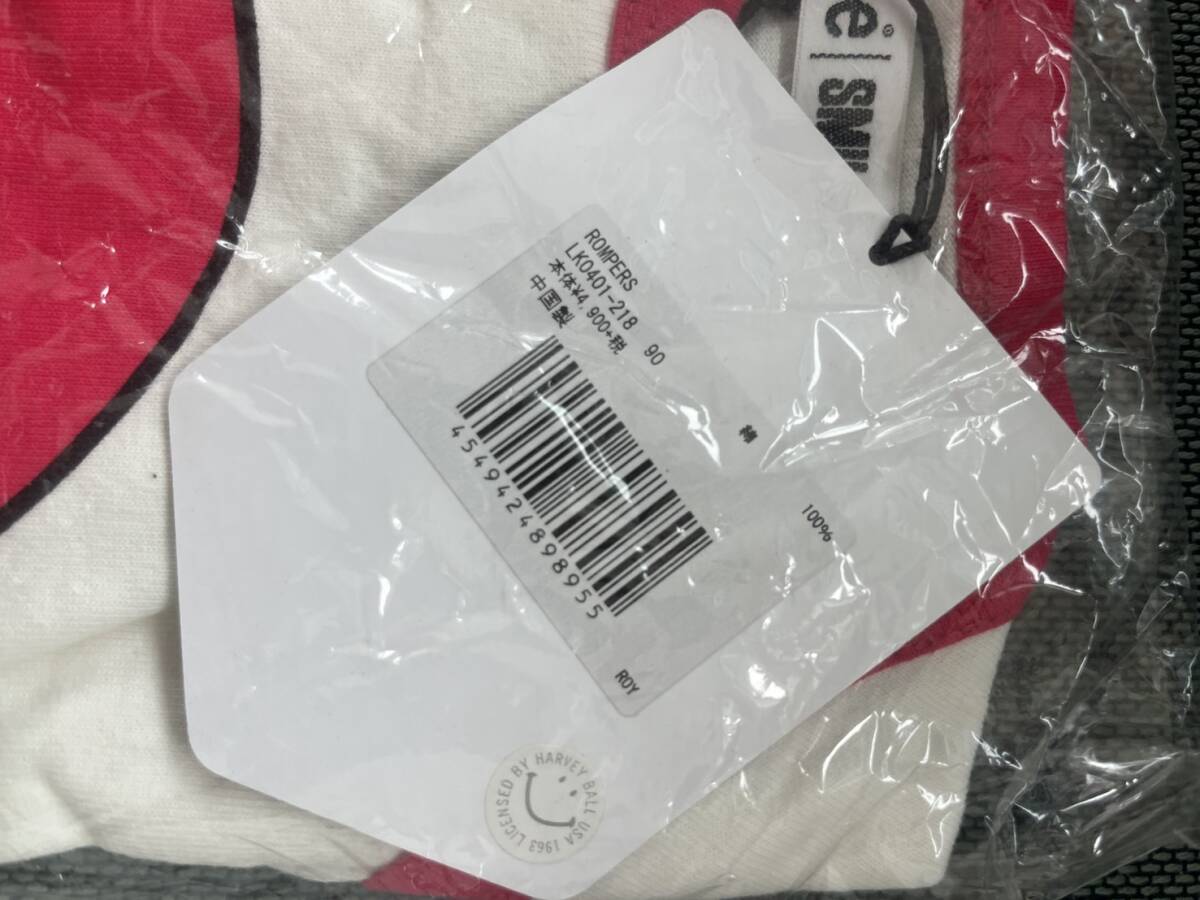 é® | SMIL
ROMPERS
LK0401-218 90
本体¥4,900+税
中国製
綿 100%
4549424898955
ROY
LICENSED BY HARVEY BALL USA 1963